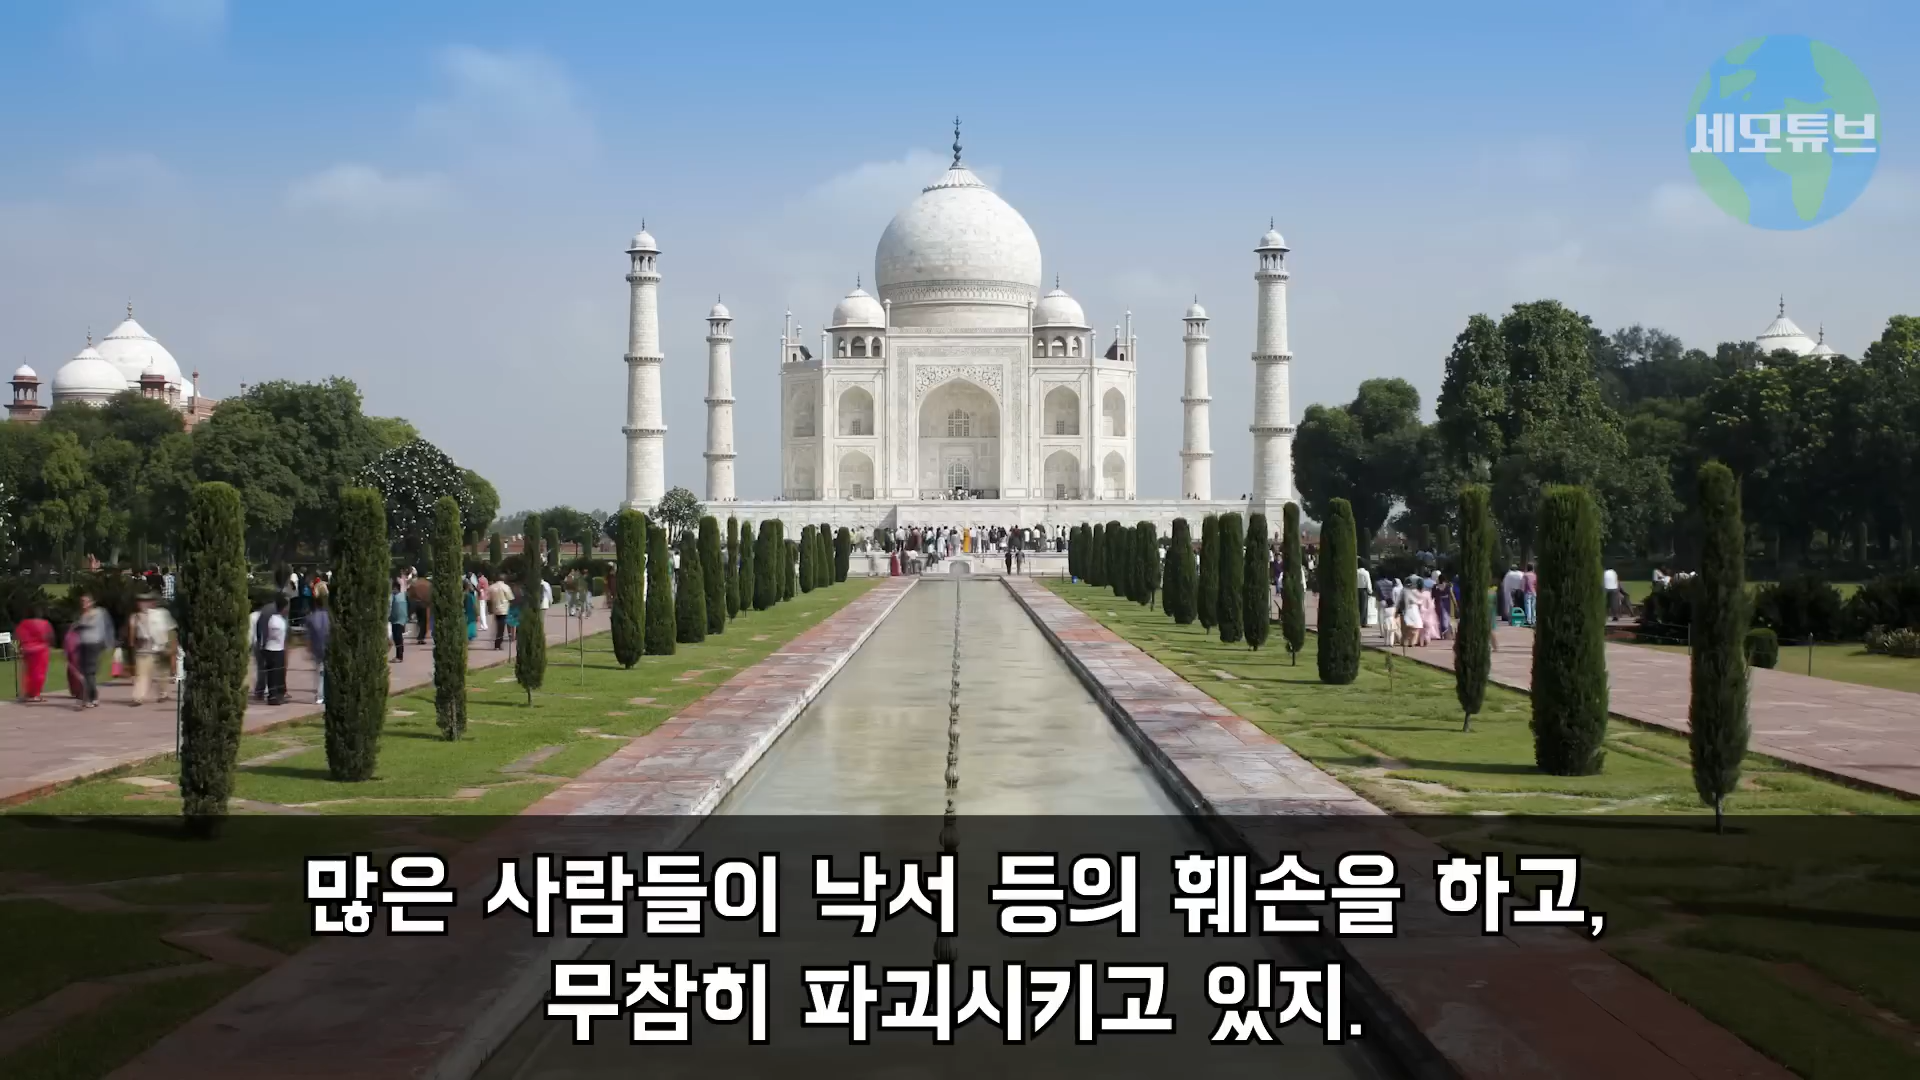 세모튜브
많은 사람들이 낙서 등의 훼손을 하고,
무참히 파괴시키고 있지.